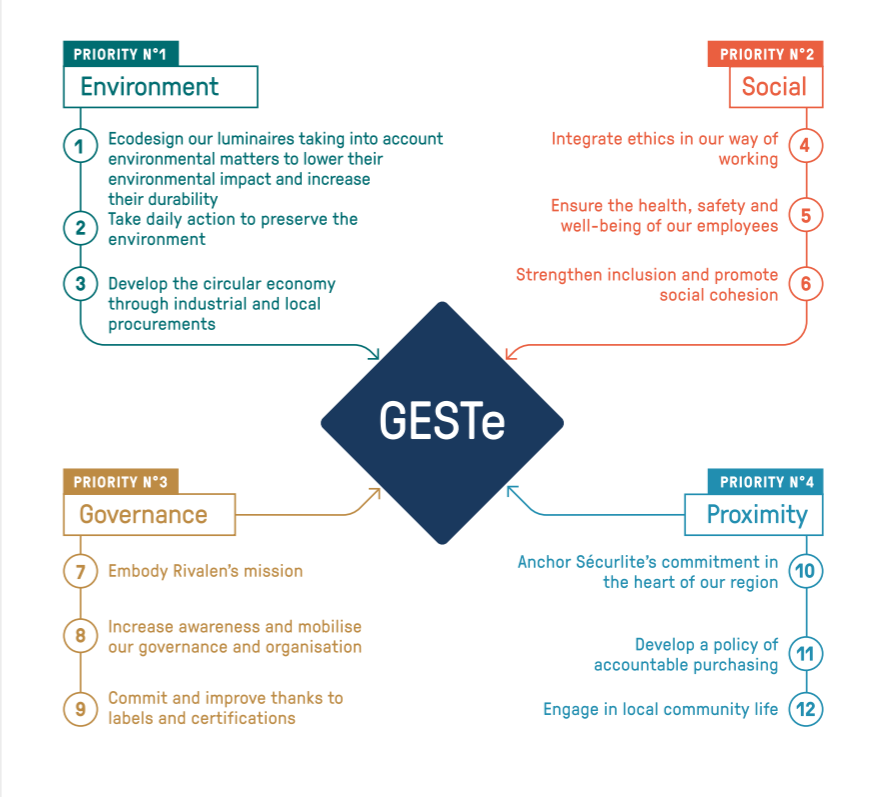 PRIORITY N°1
Environment
1
Ecodesign our luminaires taking into account
environmental matters to lower their
environmental impact and increase
their durability
2
Take daily action to preserve the
environment
3
Develop the circular economy
through industrial and local
procurements
PRIORITY N°2
Social
Integrate ethics in our way of
working
4
Ensure the health, safety and
well-being of our employees
5
Strengthen inclusion and promote
social cohesion
6
GESTe
PRIORITY N°3
Governance
7
Embody Rivalen's mission
8
Increase awareness and mobilise
our governance and organisation
9
Commit and improve thanks to
labels and certifications
PRIORITY N°4
Proximity
Anchor Sécurlite's commitment in
the heart of our region
10
Develop a policy of
accountable purchasing
11
Engage in local community life
12